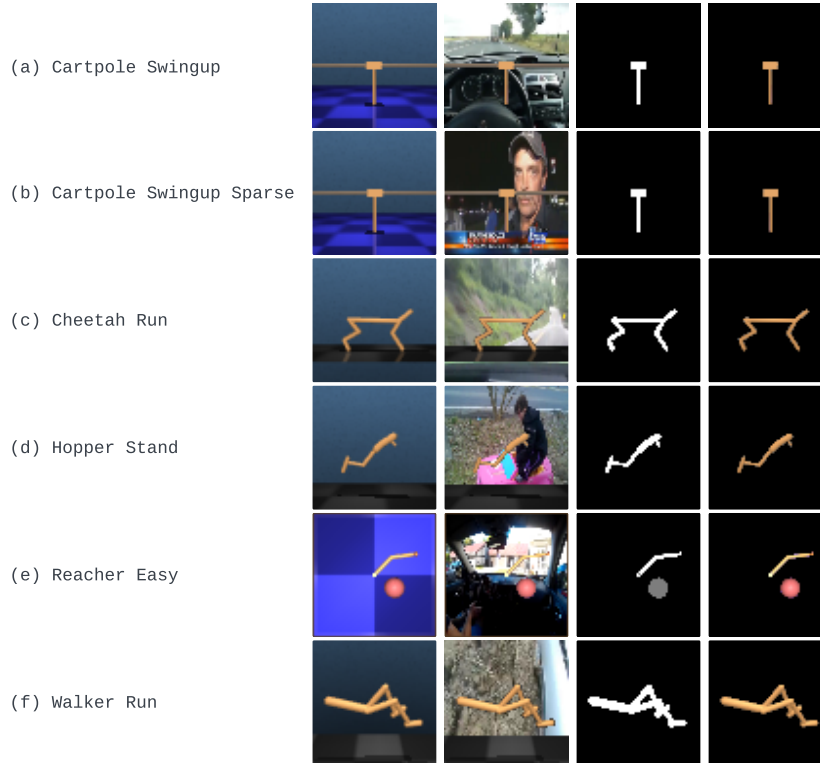 (a) Cartpole Swingup
(b) Cartpole Swingup Sparse
(c) Cheetah Run
(d) Hopper Stand
(e) Reacher Easy
(f) Walker Run